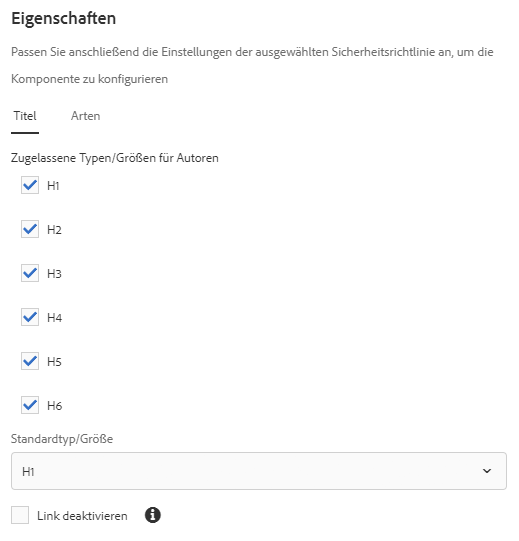 Eigenschaften
Passen Sie anschließend die Einstellungen der ausgewählten Sicherheitsrichtlinie an, um die
Komponente zu konfigurieren
Titel Arten
Zugelassene Typen/Größen für Autoren
H1
H2
H3
H4
H5
H6
Standardtyp/Größe
H1
Link deaktivieren